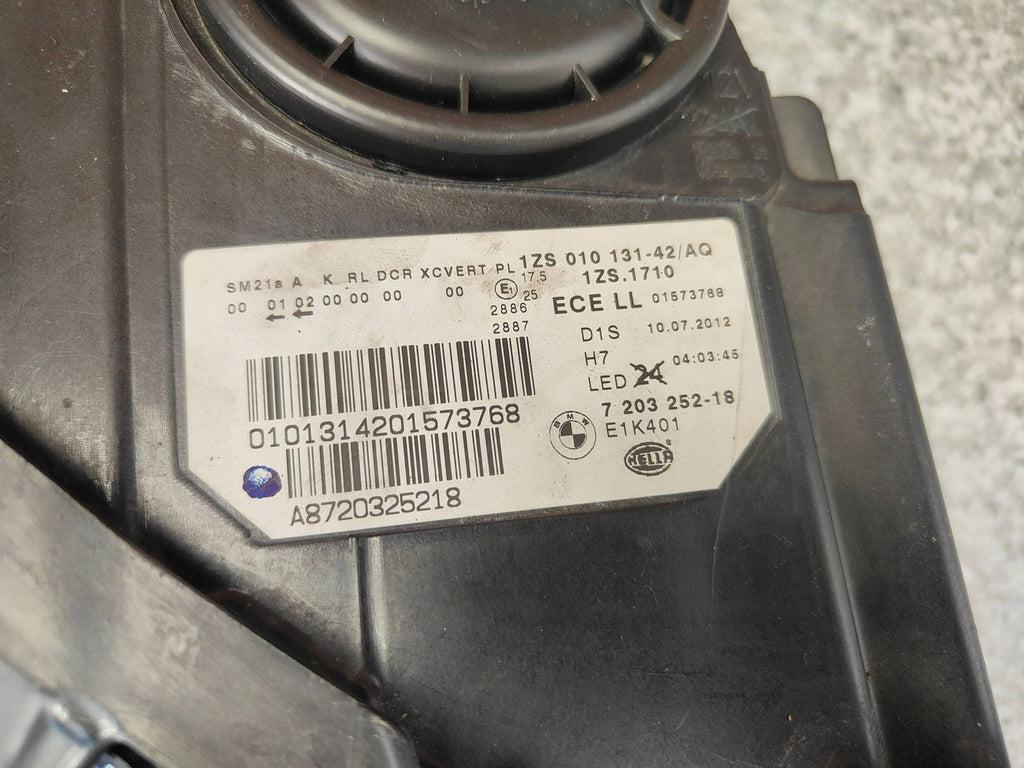 1ZS 010 131-42/AQ
SM21a A K RL DCR XCVERT PL 17.5 1ZS.1710
00 01 02 00 00 00 00 E1 25 ECE LL 01573768
← ←
2886
2887
D1S 10.07.2012
H7 04:03:45
LED 24
0101314201573768
7 203 252-18
BMW E1K401
HELLA
A8720325218